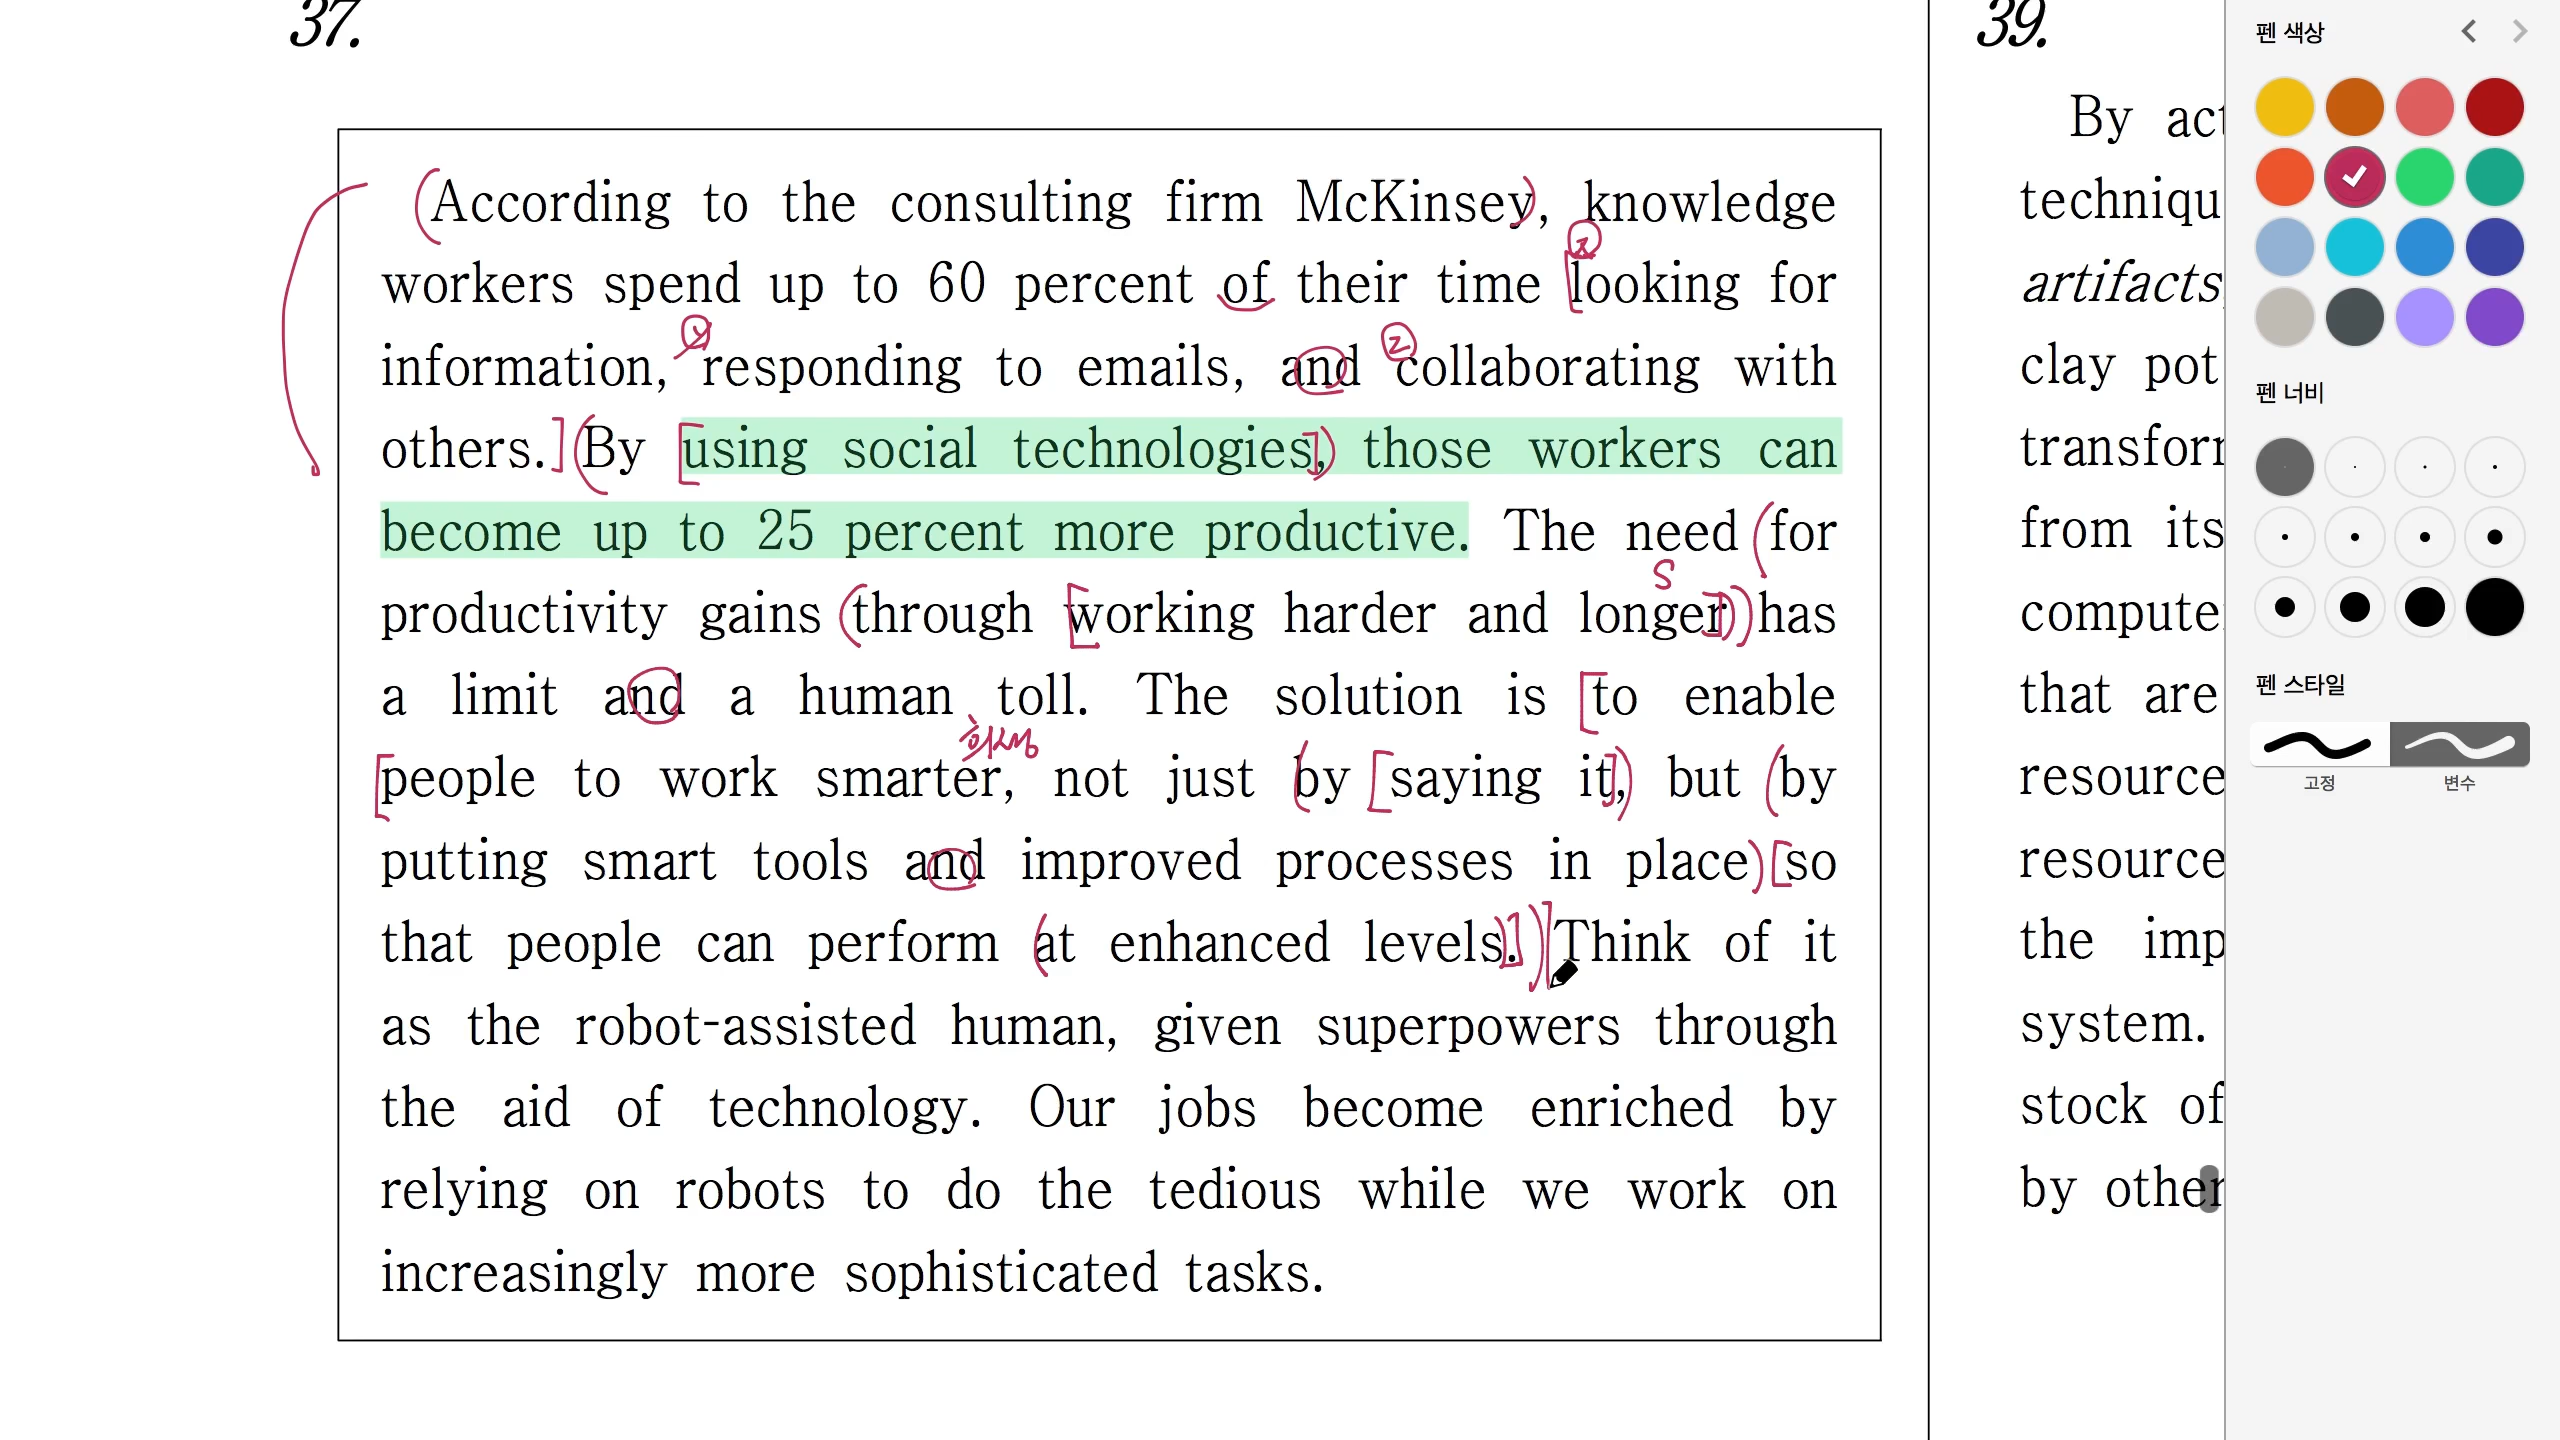 37.
According to the consulting firm McKinsey, knowledge
workers spend up to 60 percent of their time looking for
information, responding to emails, and collaborating with
others. By using social technologies, those workers can
become up to 25 percent more productive. The need for
productivity gains through working harder and longer has
a limit and a human toll. The solution is to enable
희생
people to work smarter, not just by saying it, but by
putting smart tools and improved processes in place so
that people can perform at enhanced levels. Think of it
as the robot-assisted human, given superpowers through
the aid of technology. Our jobs become enriched by
relying on robots to do the tedious while we work on
increasingly more sophisticated tasks.
x
y
z
S
39.
By act
techniqu
artifacts
clay pot
transfor
from its
compute
that are
resource
resource
the imp
system.
stock of
by other
펜 색상
펜 너비
펜 스타일
고정
변수